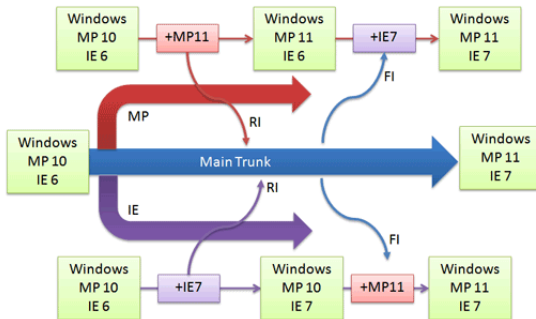 Windows
MP 10
IE 6
+MP11
Windows
MP 11
IE 6
+IE7
Windows
MP 11
IE 7
MP
RI
FI
Windows
MP 10
IE 6
Main Trunk
Windows
MP 11
IE 7
RI
IE
FI
Windows
MP 10
IE 6
+IE7
Windows
MP 10
IE 7
+MP11
Windows
MP 11
IE 7